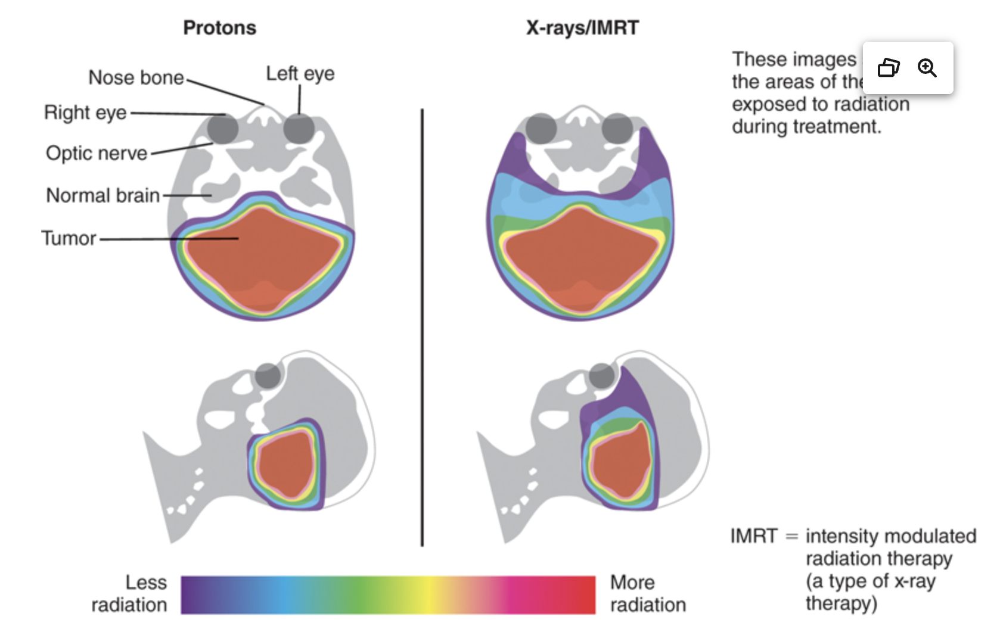 Protons
X-rays/IMRT
Nose bone
Left eye
Right eye
Optic nerve
Normal brain
Tumor
These images
the areas of the
exposed to radiation
during treatment.
IMRT = intensity modulated
radiation therapy
(a type of x-ray
therapy)
Less
radiation
More
radiation